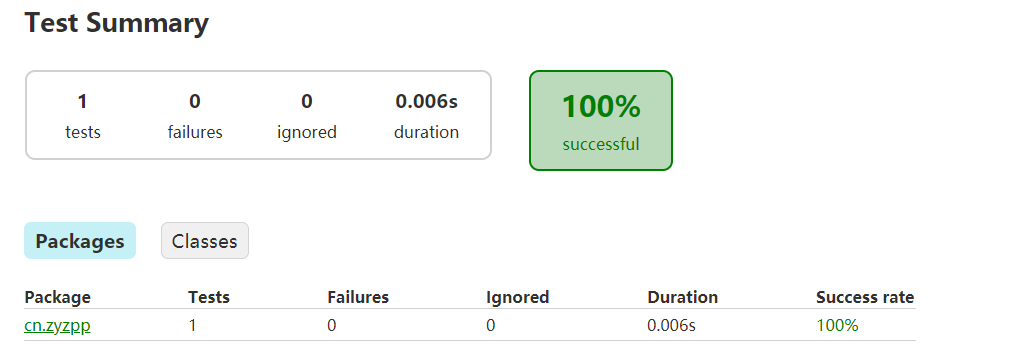 Test Summary
1 0 0 0.006s
tests failures ignored duration
100%
successful
Packages Classes
Package Tests Failures Ignored Duration Success rate
cn.zyzpp 1 0 0 0.006s 100%